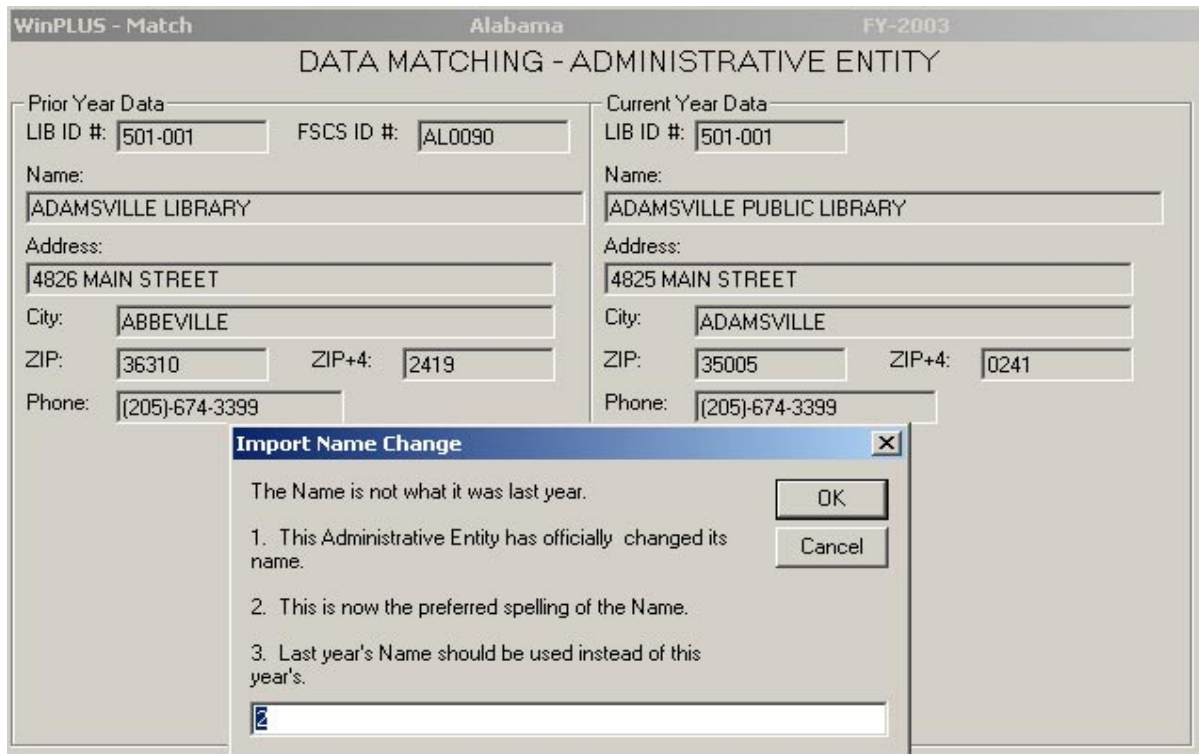 WinPLUS - Match Alabama FY-2003
DATA MATCHING - ADMINISTRATIVE ENTITY
Prior Year Data
LIB ID #: 501-001 FSCS ID #: AL0090
Name:
ADAMSVILLE LIBRARY
Address:
4826 MAIN STREET
City: ABBEVILLE
ZIP: 36310 ZIP+4: 2419
Phone: (205)-674-3399
Current Year Data
LIB ID #: 501-001
Name:
ADAMSVILLE PUBLIC LIBRARY
Address:
4825 MAIN STREET
City: ADAMSVILLE
ZIP: 35005 ZIP+4: 0241
Phone: (205)-674-3399
Import Name Change
The Name is not what it was last year.
1. This Administrative Entity has officially changed its
name.
2. This is now the preferred spelling of the Name.
3. Last year's Name should be used instead of this
year's.
OK
Cancel
2